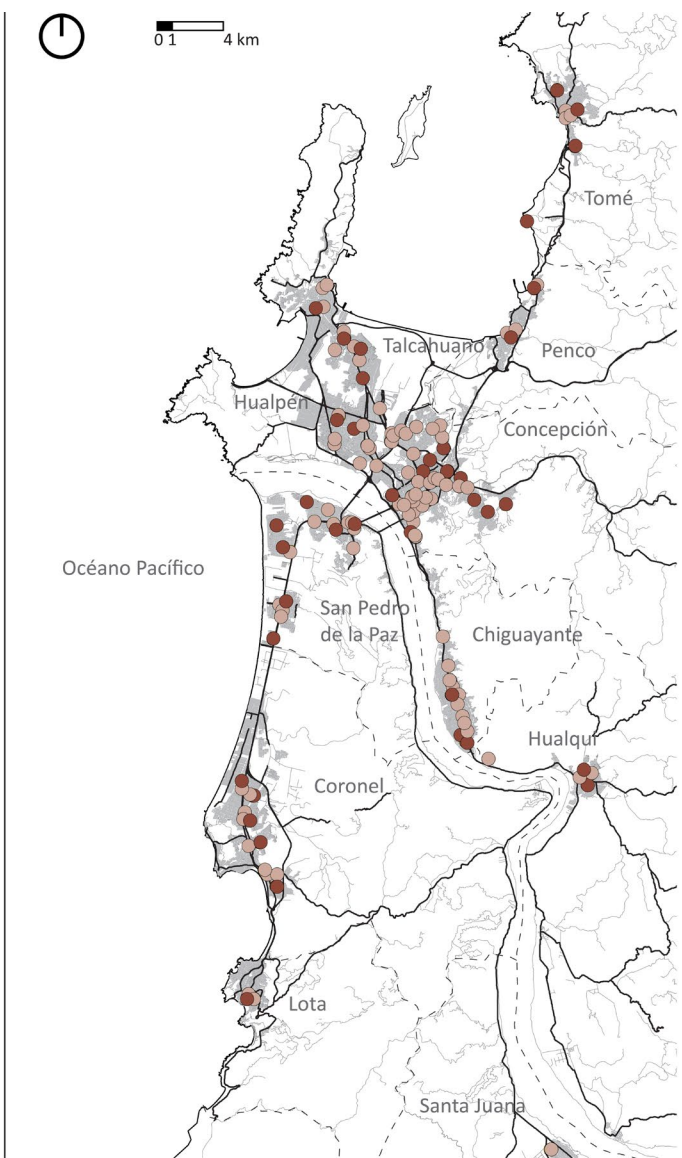 0 1 4 km
Tomé
Talcahuano
Penco
Hualpén
Concepción
Océano Pacífico
San Pedro
de la Paz
Chiguayante
Hualqui
Coronel
Lota
Santa Juana